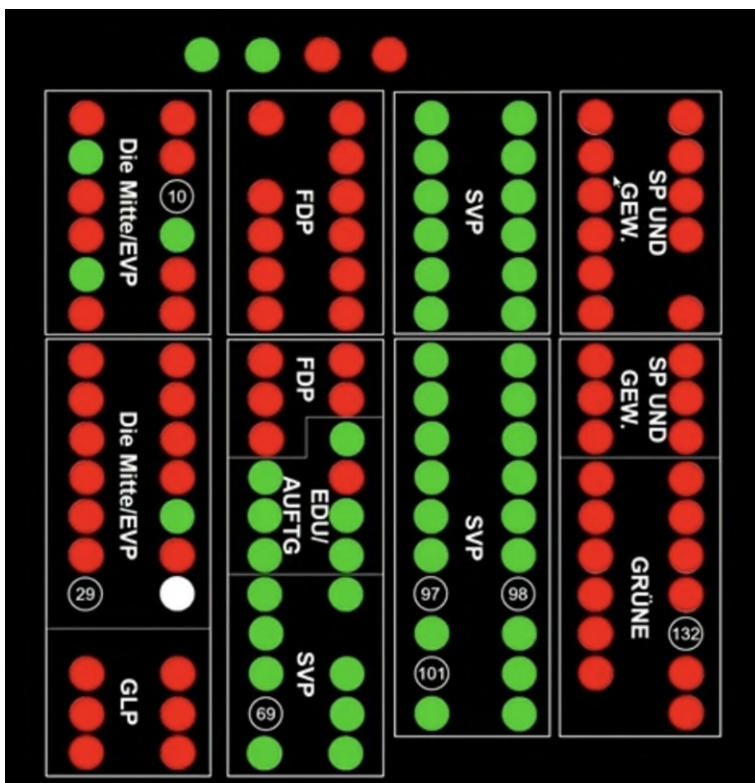 Die Mitte/EVP
10
FDP
SVP
SP UND
GEW.
Die Mitte/EVP
29
FDP
EDU/
AUFTG
SVP
97
98
101
SP UND
GEW.
GRÜNE
132
GLP
SVP
69